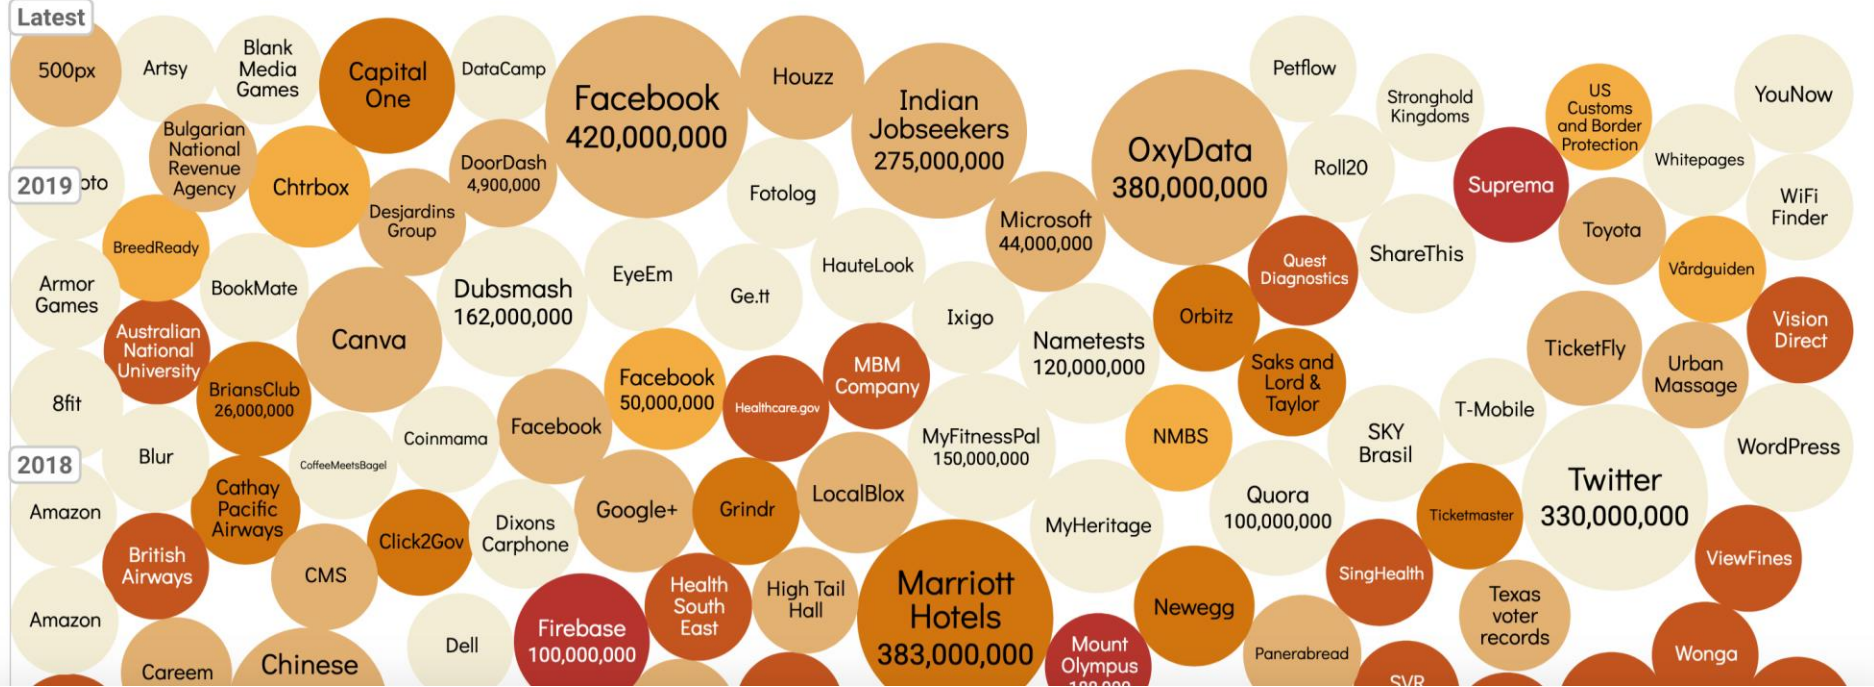 Latest
500px
Artsy
Blank
Media
Games
Capital
One
DataCamp
Facebook
420,000,000
Houzz
Indian
Jobseekers
275,000,000
OxyData
380,000,000
Petflow
Stronghold
Kingdoms
US
Customs
and Border
Protection
YouNow
Bulgarian
National
Revenue
Agency
2019
oto
Chtrbox
DoorDash
4,900,000
Desjardins
Group
Fotolog
Microsoft
44,000,000
Roll20
Suprema
Whitepages
WiFi
Finder
Toyota
BreedReady
BookMate
Armor
Games
Dubsmash
162,000,000
EyeEm
Ge.tt
HauteLook
Quest
Diagnostics
ShareThis
Vårdguiden
Australian
National
University
Canva
Ixigo
Nametests
120,000,000
Orbitz
TicketFly
Vision
Direct
8fit
BriansClub
26,000,000
Facebook
50,000,000
Healthcare.gov
MBM
Company
Saks and
Lord &
Taylor
Urban
Massage
Blur
CoffeeMeetsBagel
Coinmama
Facebook
MyFitnessPal
150,000,000
NMBS
SKY
Brasil
T-Mobile
WordPress
2018
Amazon
Cathay
Pacific
Airways
Click2Gov
Dixons
Carphone
Google+
Grindr
LocalBlox
MyHeritage
Quora
100,000,000
Ticketmaster
Twitter
330,000,000
British
Airways
CMS
Health
South
East
High Tail
Hall
Marriott
Hotels
383,000,000
Newegg
SingHealth
Texas
voter
records
ViewFines
Amazon
Careem
Chinese
Dell
Firebase
100,000,000
Mount
Olympus
Panerabread
SVR
Wonga